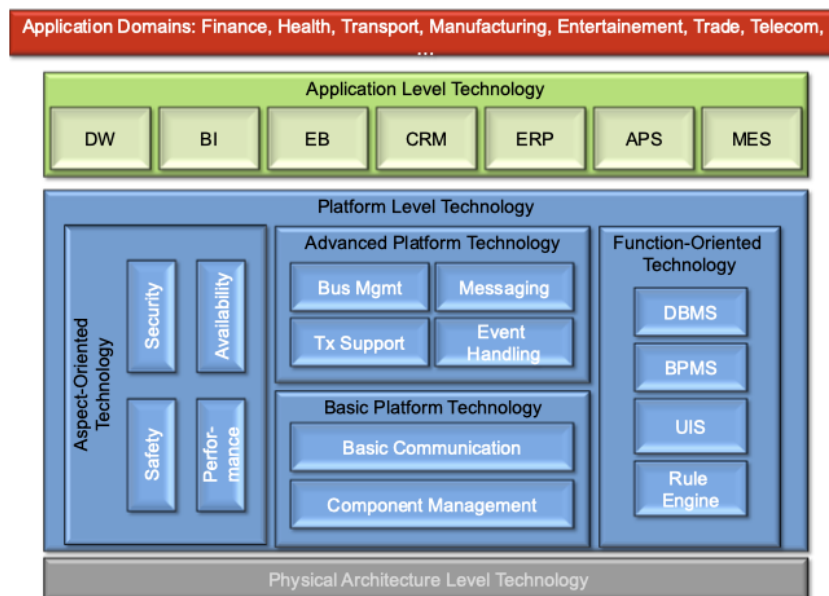 Application Domains: Finance, Health, Transport, Manufacturing, Entertainement, Trade, Telecom,
...
Application Level Technology
DW
BI
EB
CRM
ERP
APS
MES
Platform Level Technology
Aspect-Oriented
Technology
Security
Availability
Safety
Perfor-
mance
Advanced Platform Technology
Bus Mgmt
Messaging
Tx Support
Event
Handling
Basic Platform Technology
Basic Communication
Component Management
Function-Oriented
Technology
DBMS
BPMS
UIS
Rule
Engine
Physical Architecture Level Technology